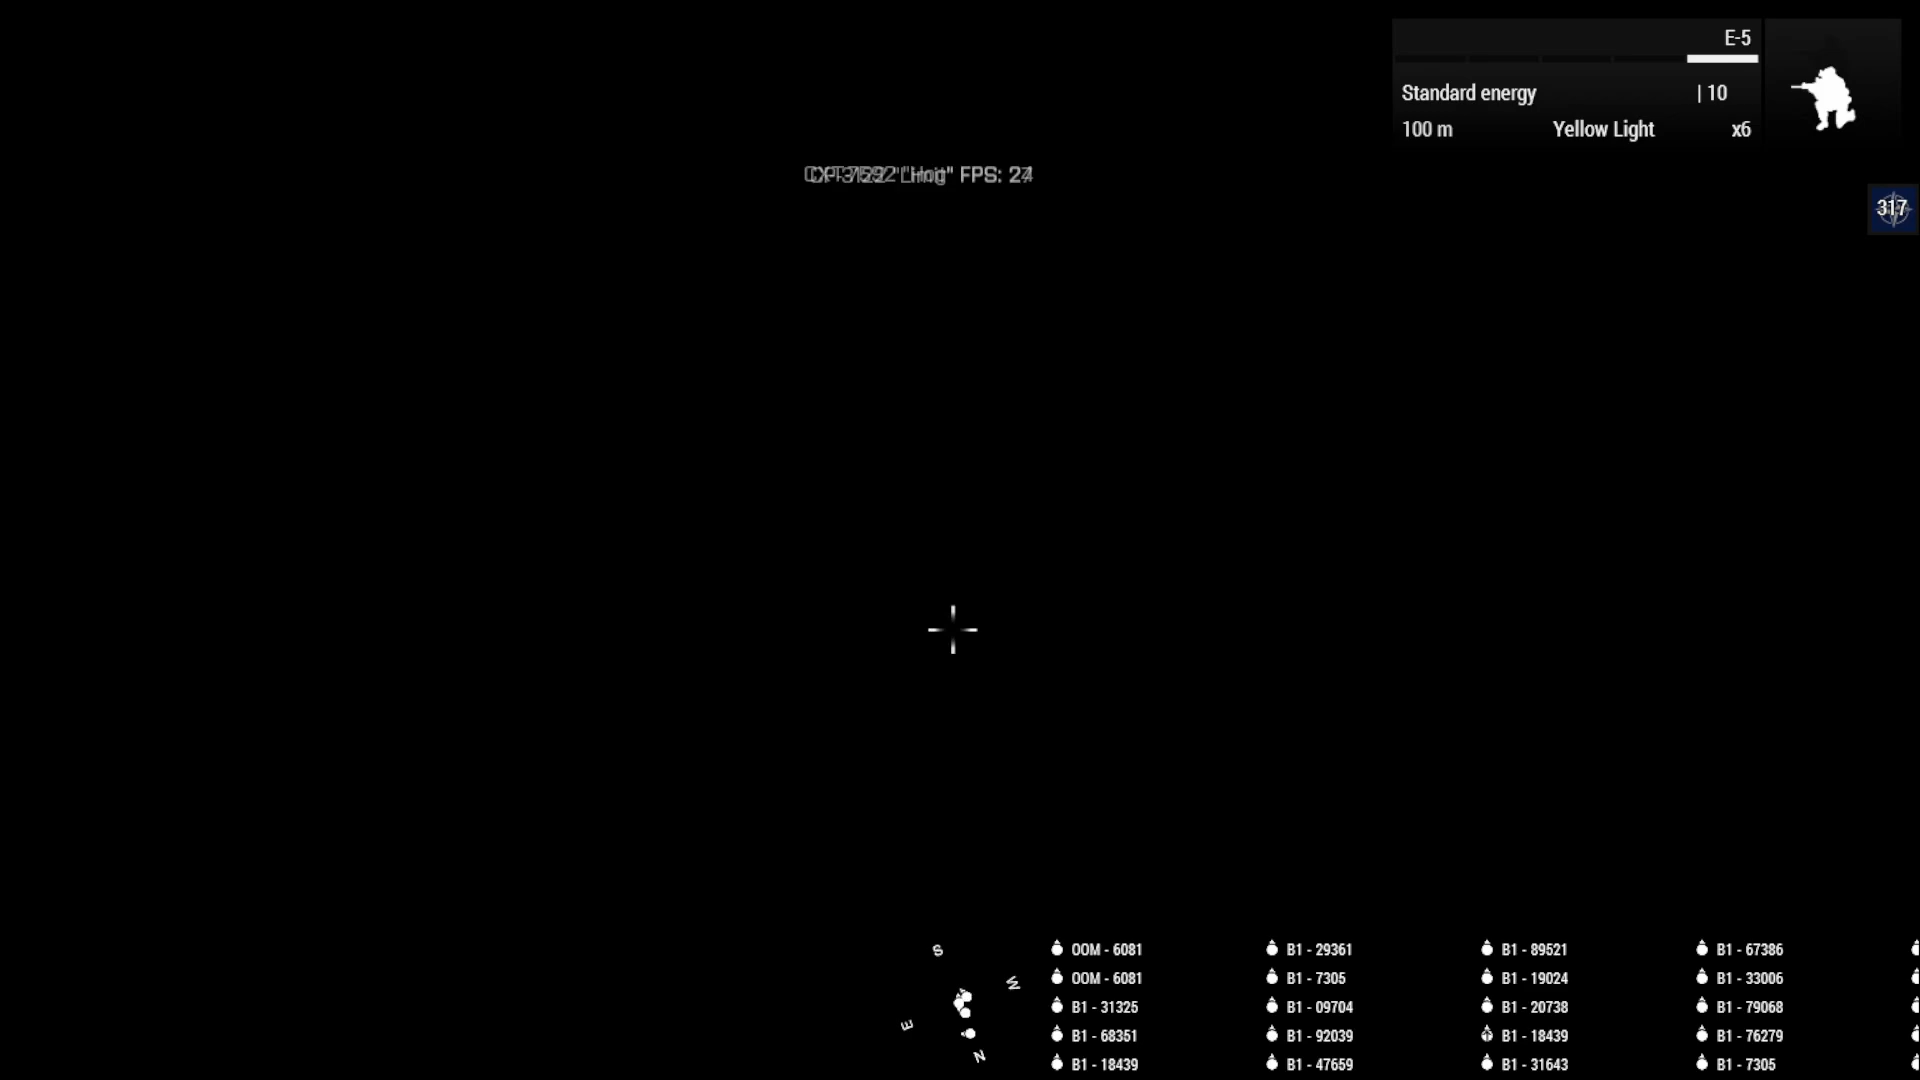 E-5
Standard energy | 10
100 m Yellow Light x6
FPS:
317
S
W
E
N
OOM - 6081 B1 - 29361 B1 - 89521 B1 - 67386
OOM - 6081 B1 - 7305 B1 - 19024 B1 - 33006
B1 - 31325 B1 - 09704 B1 - 20738 B1 - 79068
B1 - 68351 B1 - 92039 B1 - 18439 B1 - 76279
B1 - 18439 B1 - 47659 B1 - 31643 B1 - 7305